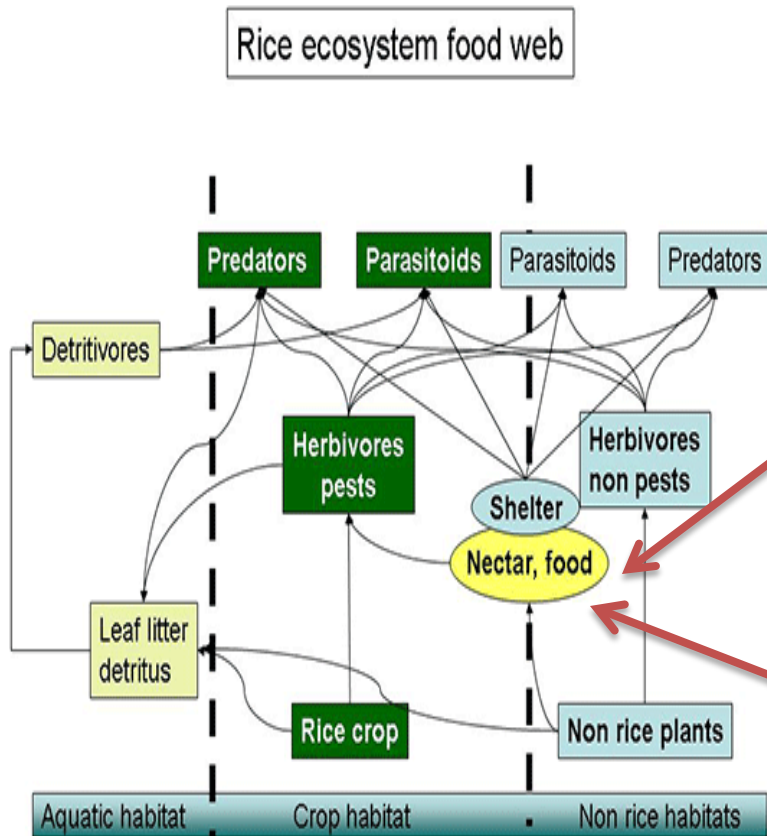 Rice ecosystem food web
Predators
Parasitoids
Parasitoids
Predators
Detritivores
Herbivores
pests
Herbivores
non pests
Shelter
Nectar, food
Leaf litter
detritus
Rice crop
Non rice plants
Aquatic habitat
Crop habitat
Non rice habitats